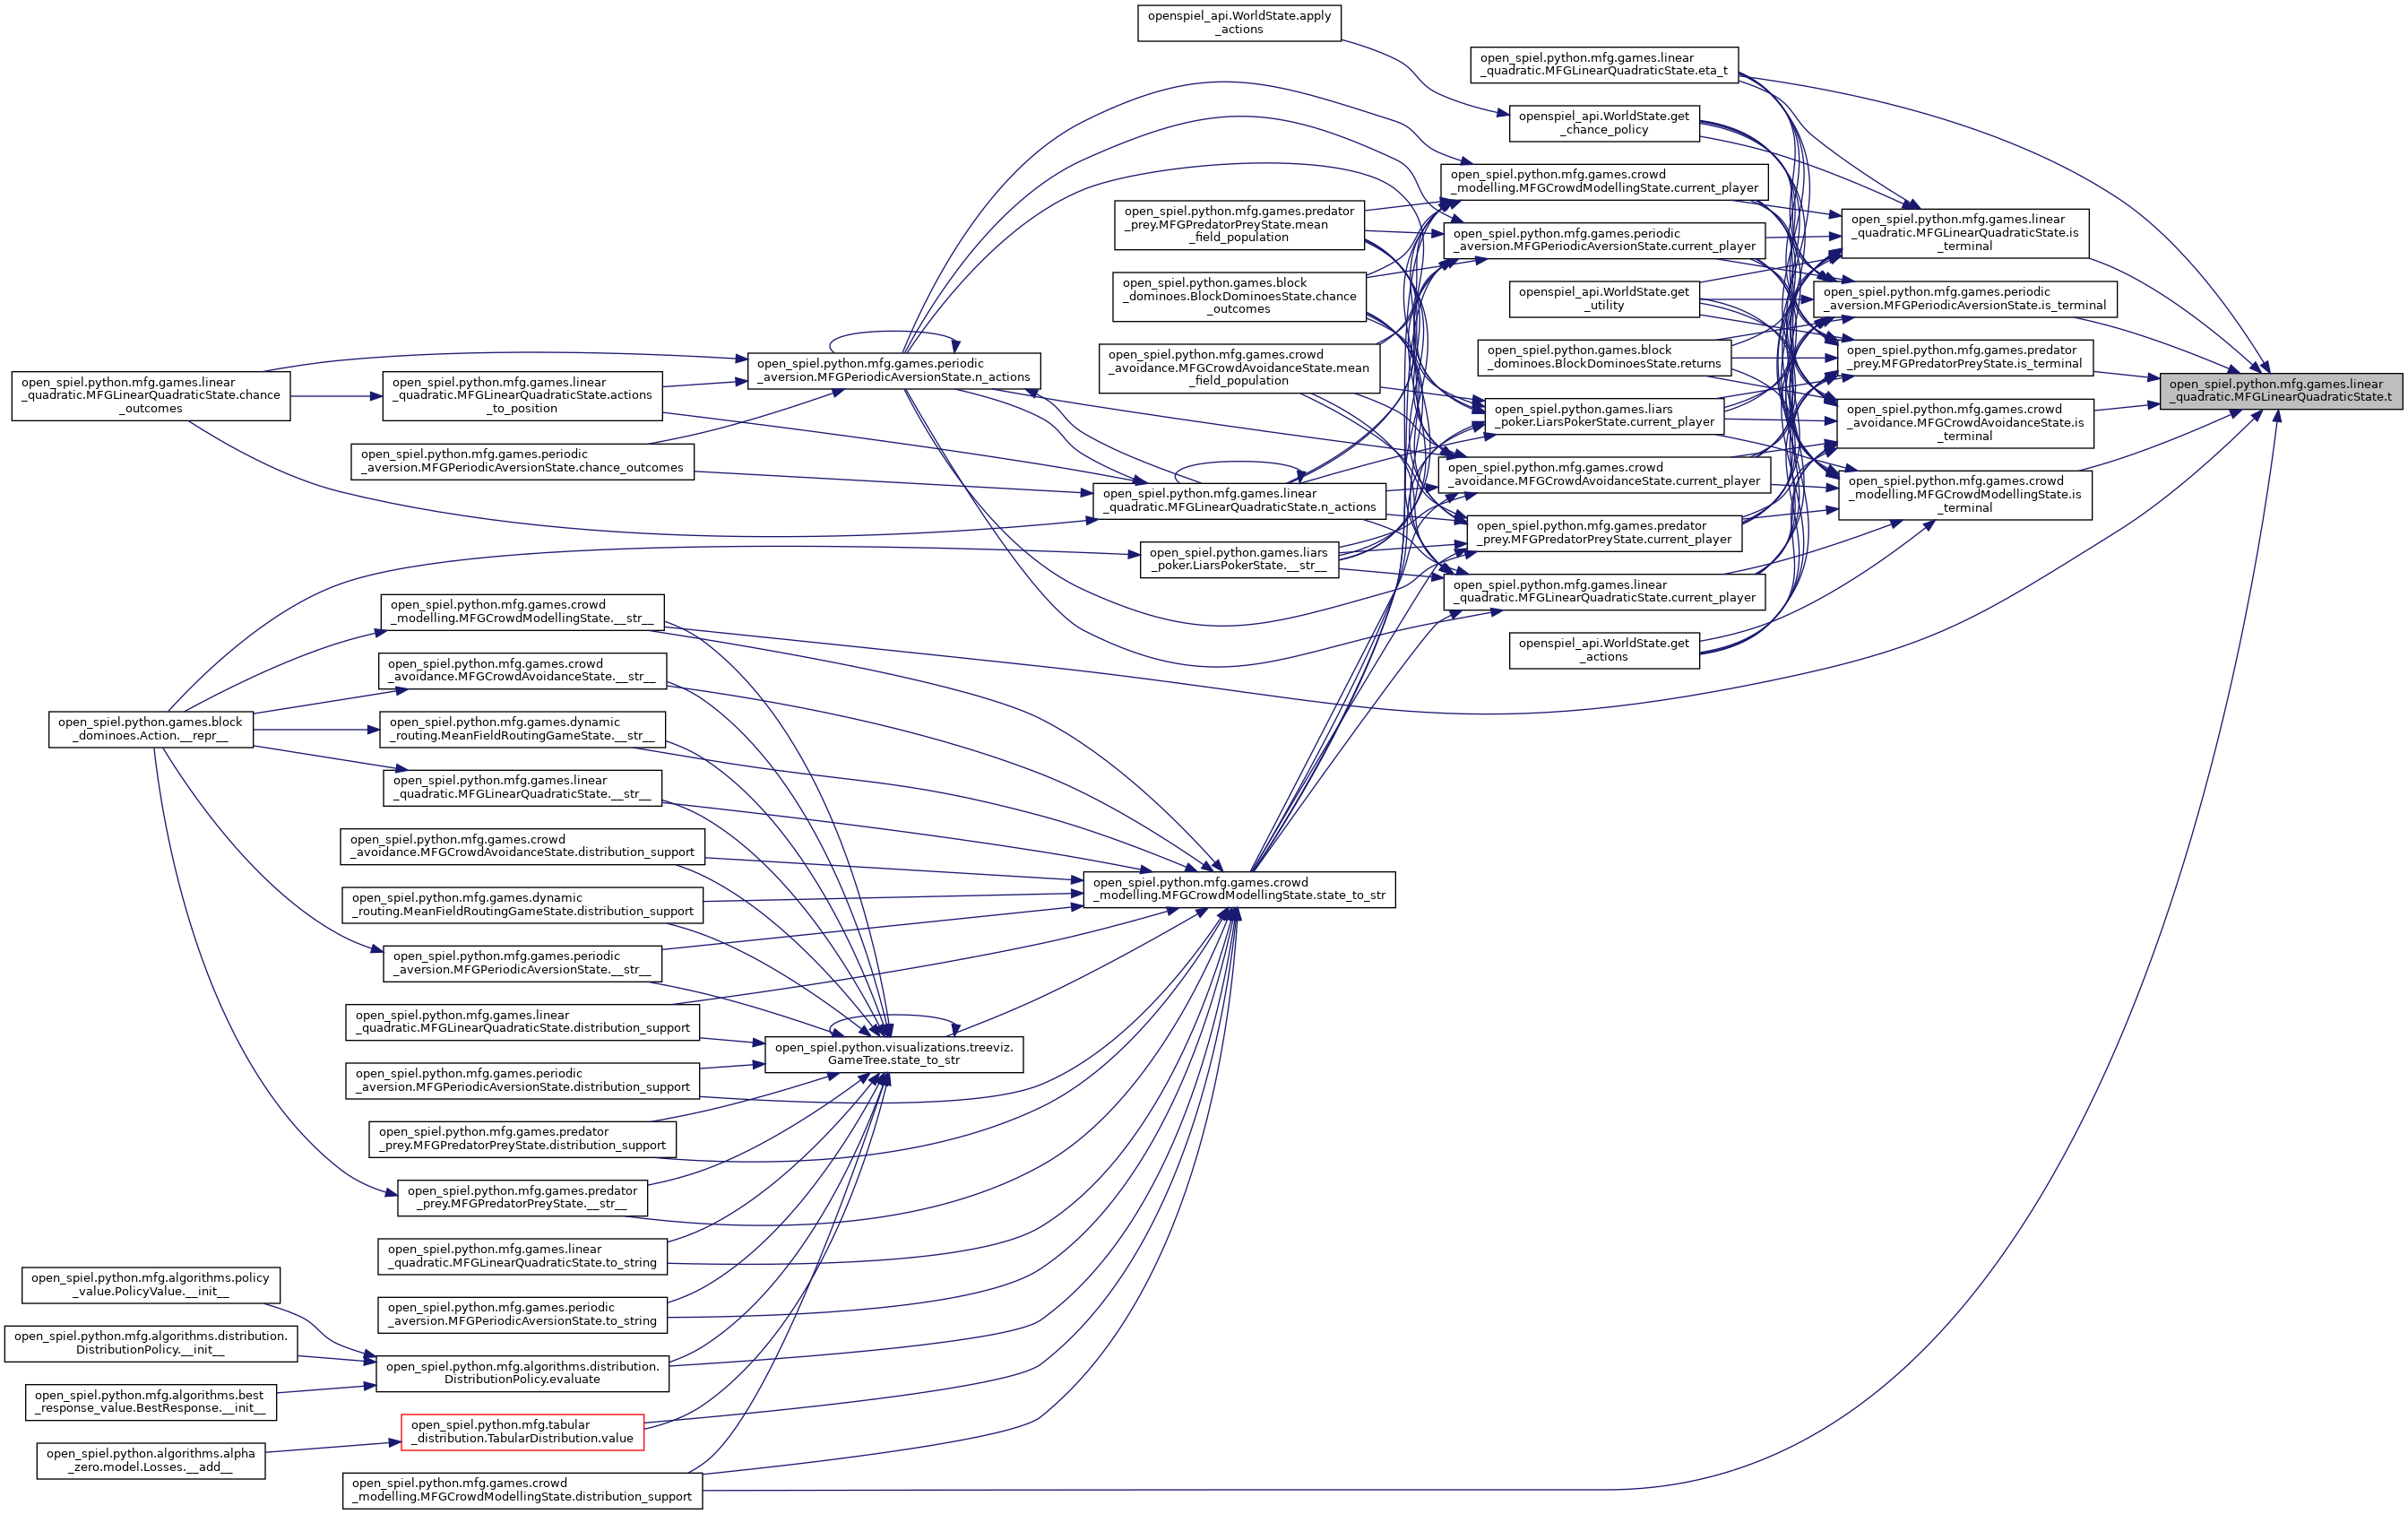 openspiel_api.WorldState.apply
_actions
open_spiel.python.mfg.games.linear
_quadratic.MFGLinearQuadraticState.eta_t
openspiel_api.WorldState.get
_chance_policy
open_spiel.python.mfg.games.crowd
_modelling.MFGCrowdModellingState.current_player
open_spiel.python.mfg.games.predator
_prey.MFGPredatorPreyState.mean
_field_population
open_spiel.python.mfg.games.periodic
_aversion.MFGPeriodicAversionState.current_player
open_spiel.python.mfg.games.linear
_quadratic.MFGLinearQuadraticState.is
_terminal
open_spiel.python.games.block
_dominoes.BlockDominoesState.chance
_outcomes
openspiel_api.WorldState.get
_utility
open_spiel.python.mfg.games.periodic
_aversion.MFGPeriodicAversionState.is_terminal
open_spiel.python.mfg.games.crowd
_avoidance.MFGCrowdAvoidanceState.mean
_field_population
open_spiel.python.games.block
_dominoes.BlockDominoesState.returns
open_spiel.python.mfg.games.predator
_prey.MFGPredatorPreyState.is_terminal
open_spiel.python.mfg.games.linear
_quadratic.MFGLinearQuadraticState.chance
_outcomes
open_spiel.python.mfg.games.linear
_quadratic.MFGLinearQuadraticState.actions
_to_position
open_spiel.python.mfg.games.periodic
_aversion.MFGPeriodicAversionState.n_actions
open_spiel.python.mfg.games.linear
_quadratic.MFGLinearQuadraticState.t
open_spiel.python.games.liars
_poker.LiarsPokerState.current_player
open_spiel.python.mfg.games.crowd
_avoidance.MFGCrowdAvoidanceState.is
_terminal
open_spiel.python.mfg.games.periodic
_aversion.MFGPeriodicAversionState.chance_outcomes
open_spiel.python.mfg.games.crowd
_avoidance.MFGCrowdAvoidanceState.current_player
open_spiel.python.mfg.games.linear
_quadratic.MFGLinearQuadraticState.n_actions
open_spiel.python.mfg.games.crowd
_modelling.MFGCrowdModellingState.is
_terminal
open_spiel.python.mfg.games.predator
_prey.MFGPredatorPreyState.current_player
open_spiel.python.games.liars
_poker.LiarsPokerState.__str__
open_spiel.python.mfg.games.linear
_quadratic.MFGLinearQuadraticState.current_player
open_spiel.python.mfg.games.crowd
_modelling.MFGCrowdModellingState.__str__
openspiel_api.WorldState.get
_actions
open_spiel.python.mfg.games.crowd
_avoidance.MFGCrowdAvoidanceState.__str__
open_spiel.python.games.block
_dominoes.Action.__repr__
open_spiel.python.mfg.games.dynamic
_routing.MeanFieldRoutingGameState.__str__
open_spiel.python.mfg.games.linear
_quadratic.MFGLinearQuadraticState.__str__
open_spiel.python.mfg.games.crowd
_avoidance.MFGCrowdAvoidanceState.distribution_support
open_spiel.python.mfg.games.crowd
_modelling.MFGCrowdModellingState.state_to_str
open_spiel.python.mfg.games.dynamic
_routing.MeanFieldRoutingGameState.distribution_support
open_spiel.python.mfg.games.periodic
_aversion.MFGPeriodicAversionState.__str__
open_spiel.python.mfg.games.linear
_quadratic.MFGLinearQuadraticState.distribution_support
open_spiel.python.visualizations.treeviz.
GameTree.state_to_str
open_spiel.python.mfg.games.periodic
_aversion.MFGPeriodicAversionState.distribution_support
open_spiel.python.mfg.games.predator
_prey.MFGPredatorPreyState.distribution_support
open_spiel.python.mfg.games.predator
_prey.MFGPredatorPreyState.__str__
open_spiel.python.mfg.games.linear
_quadratic.MFGLinearQuadraticState.to_string
open_spiel.python.mfg.algorithms.policy
_value.PolicyValue.__init__
open_spiel.python.mfg.games.periodic
_aversion.MFGPeriodicAversionState.to_string
open_spiel.python.mfg.algorithms.distribution.
DistributionPolicy.__init__
open_spiel.python.mfg.algorithms.distribution.
DistributionPolicy.evaluate
open_spiel.python.mfg.algorithms.best
_response_value.BestResponse.__init__
open_spiel.python.mfg.tabular
_distribution.TabularDistribution.value
open_spiel.python.algorithms.alpha
_zero.model.Losses.__add__
open_spiel.python.mfg.games.crowd
_modelling.MFGCrowdModellingState.distribution_support